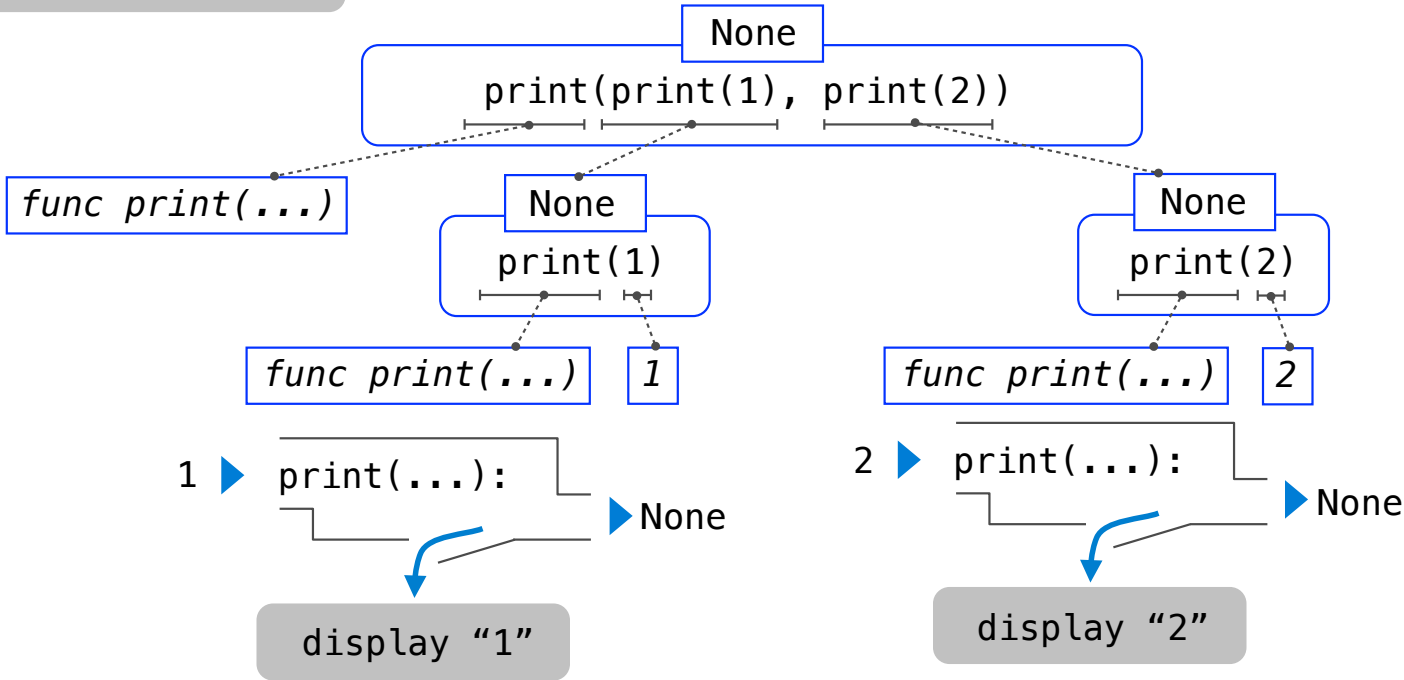 None
print(print(1), print(2))
func print(...)
None
print(1)
func print(...)
1
None
print(2)
func print(...)
2
1
print(...):
None
display “1”
2
print(...):
None
display “2”